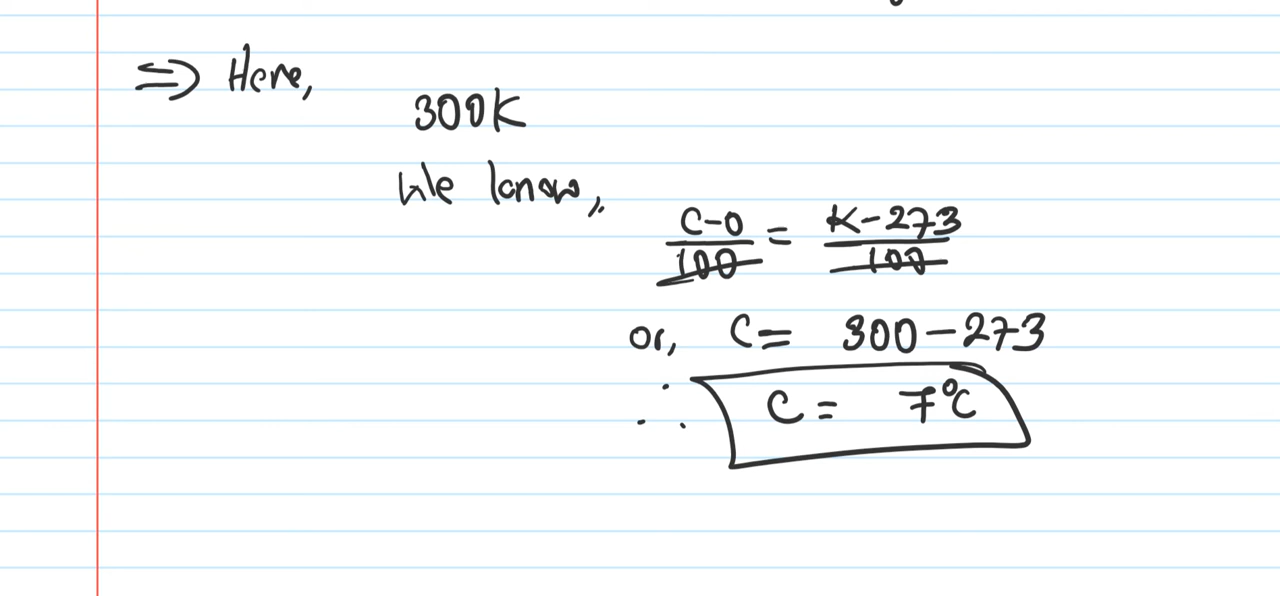 ⇒ Here,
300K
We know,
C-0/100 = K-273/100
or, C = 300-273
∴ C = 7°C